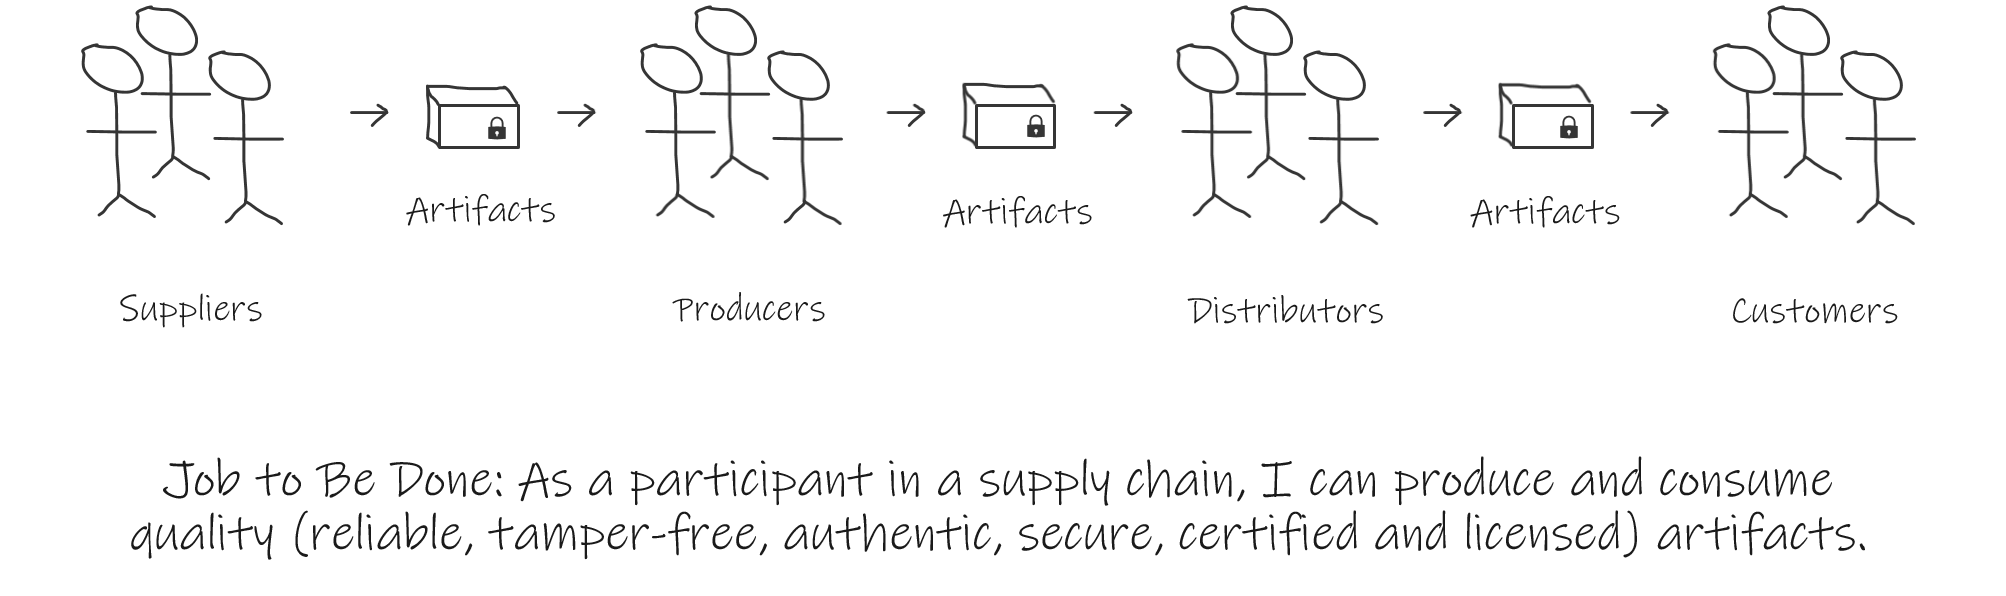 Artifacts
Artifacts
Artifacts
Suppliers
Producers
Distributors
Customers
Job to Be Done: As a participant in a supply chain, I can produce and consume
quality (reliable, tamper-free, authentic, secure, certified and licensed) artifacts.